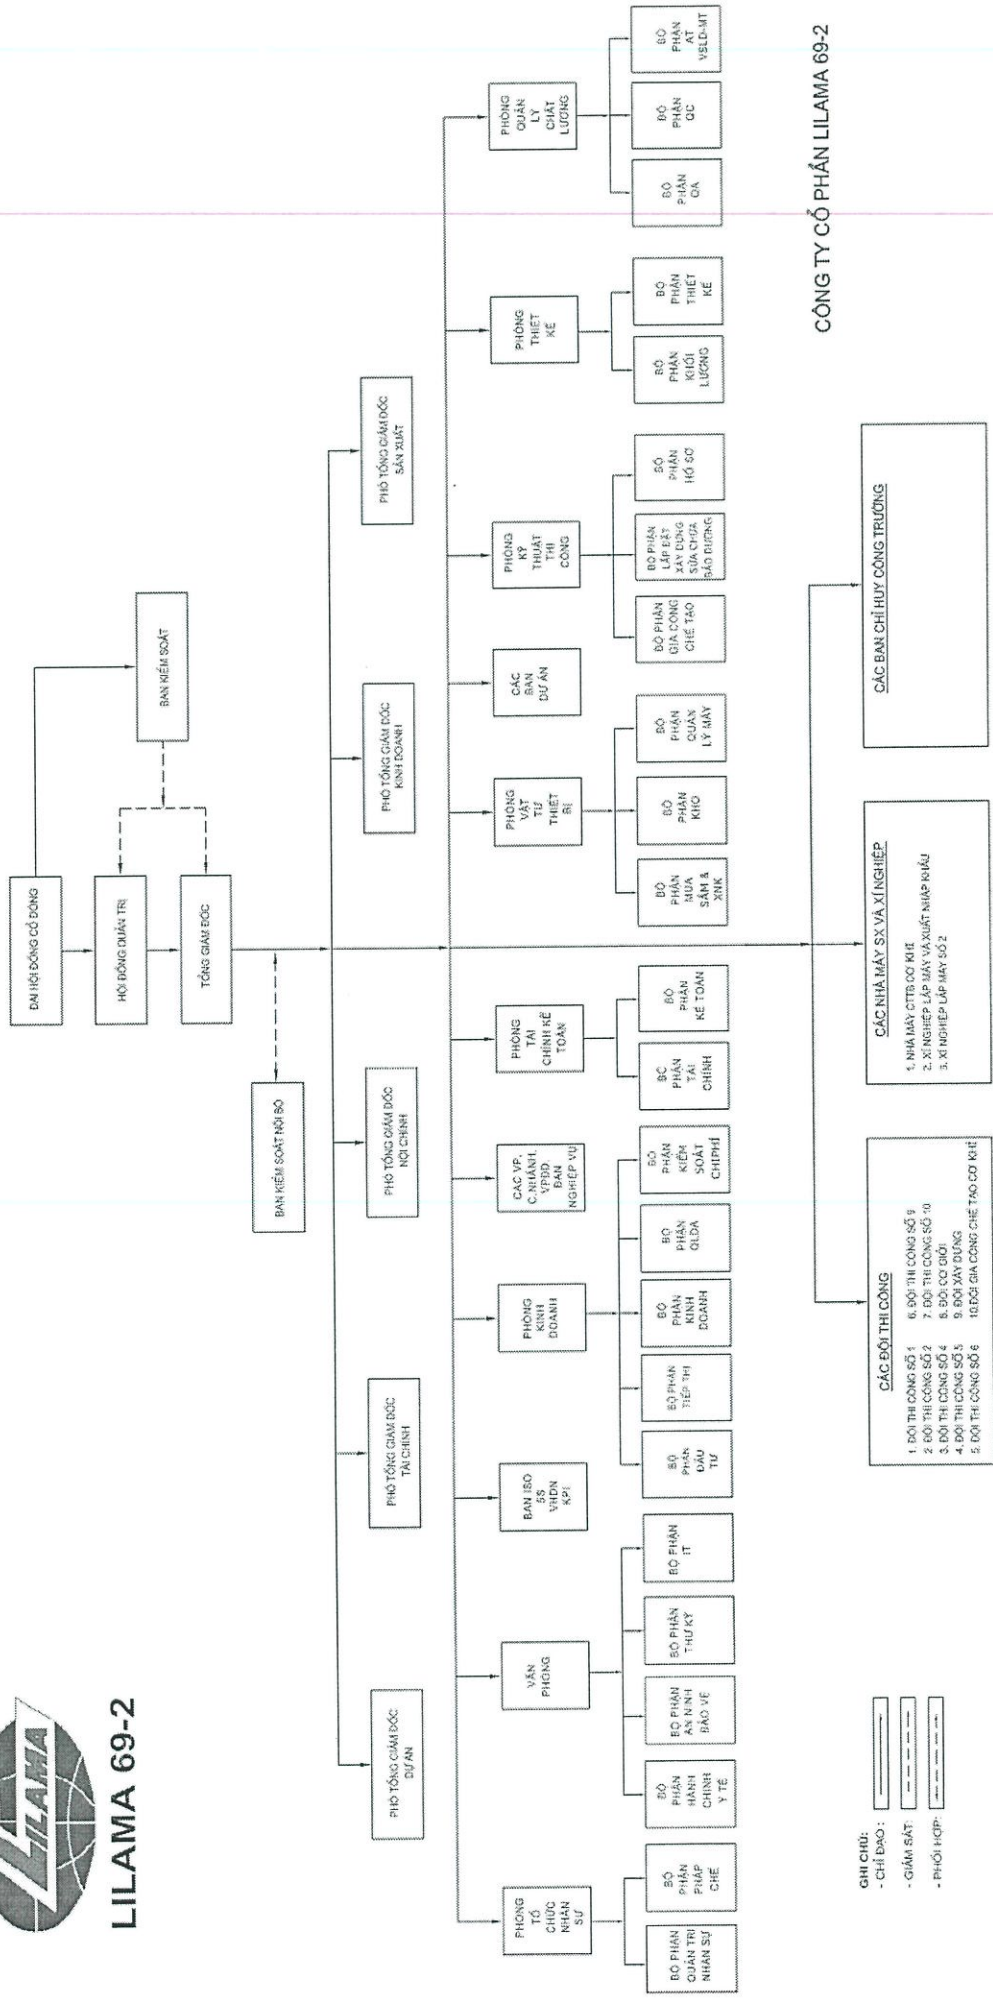 LILAMA
LILAMA 69-2
ĐẠI HỘI ĐỒNG CỔ ĐÔNG
HỘI ĐỒNG QUẢN TRỊ
BAN KIỂM SOÁT
TỔNG GIÁM ĐỐC
BAN KIỂM SOÁT NỘI BỘ
PHÓ TỔNG GIÁM ĐỐC
DỰ ÁN
PHÓ TỔNG GIÁM ĐỐC
TÀI CHÍNH
PHÓ TỔNG GIÁM ĐỐC
NỘI CHÍNH
PHÓ TỔNG GIÁM ĐỐC
KINH DOANH
PHÓ TỔNG GIÁM ĐỐC
SẢN XUẤT
PHÒNG
TỔ
CHỨC
NHÂN
SỰ
VĂN
PHÒNG
BAN ISO
5S
VHDN
KPI
PHÒNG
KINH
DOANH
CÁC VP,
C.NHÁNH,
VPĐD,
BAN
NGHIỆP VỤ
PHÒNG
TÀI
CHÍNH KẾ
TOÁN
PHÒNG
VẬT
TƯ
THIẾT
BỊ
CÁC
BAN
DỰ ÁN
PHÒNG
KỸ
THUẬT
THI
CÔNG
PHÒNG
THIẾT
KẾ
PHÒNG
QUẢN
LÝ
CHẤT
LƯỢNG
BỘ PHẬN
QUẢN TRỊ
NHÂN SỰ
BỘ
PHẬN
PHÁP
CHẾ
BỘ
PHẬN
HÀNH
CHÍNH
Y TẾ
BỘ PHẬN
AN NINH
BẢO VỆ
BỘ PHẬN
THƯ KÝ
BỘ PHẬN
IT
BỘ
PHẬN
ĐẦU
TƯ
BỘ PHẬN
TIẾP THỊ
BỘ
PHẬN
KINH
DOANH
BỘ
PHẬN
QLDA
BỘ
PHẬN
KIỂM
SOÁT
CHIPHÍ
BỘ
PHẬN
TÀI
CHÍNH
BỘ
PHẬN
KẾ TOÁN
BỘ
PHẬN
MUA
SẮM &
XNK
BỘ
PHẬN
KHO
BỘ
PHẬN
QUẢN
LÝ MÁY
BỘ PHẬN
GIA CÔNG
CHẾ TẠO
BỘ PHẬN
LẮP ĐẶT
XÂY DỰNG
SỬA CHỮA
BẢO DƯỠNG
BỘ
PHẬN
HỒ SƠ
BỘ
PHẬN
KHỐI
LƯỢNG
BỘ
PHẬN
THIẾT
KẾ
BỘ
PHẬN
QA
BỘ
PHẬN
QC
BỘ
PHẬN
AT
VSLD-MT
CÔNG TY CỔ PHẦN LILAMA 69-2
GHI CHÚ:
- CHỈ ĐẠO :
- GIÁM SÁT:
- PHỐI HỢP:
CÁC ĐỘI THI CÔNG
1. ĐỘI THI CÔNG SỐ 1
2. ĐỘI THI CÔNG SỐ 2
3. ĐỘI THI CÔNG SỐ 4
4. ĐỘI THI CÔNG SỐ 5
5. ĐỘI THI CÔNG SỐ 6
6. ĐỘI THI CÔNG SỐ 9
7. ĐỘI THI CÔNG SỐ 10
8. ĐỘI CƠ GIỚI
9. ĐỘI XÂY DỰNG
10. ĐỘI GIA CÔNG CHẾ TẠO CƠ KHÍ
CÁC NHÀ MÁY SX VÀ XÍ NGHIỆP
1. NHÀ MÁY CTTB CƠ KHÍ
2. XÍ NGHIỆP LẮP MÁY VÀ XUẤT NHẬP KHẨU
3. XÍ NGHIỆP LẮP MÁY SỐ 2
CÁC BAN CHỈ HUY CÔNG TRƯỜNG